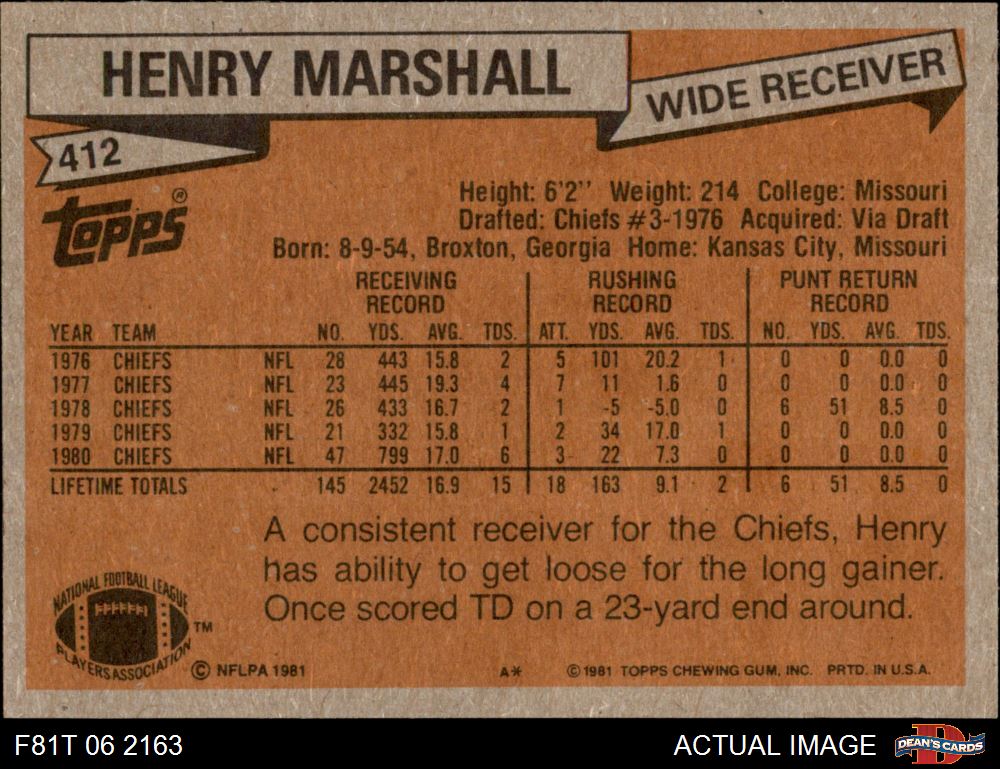 HENRY MARSHALL
WIDE RECEIVER
412
TOPPS®
Height: 6'2'' Weight: 214 College: Missouri
Drafted: Chiefs #3-1976 Acquired: Via Draft
Born: 8-9-54, Broxton, Georgia Home: Kansas City, Missouri
RECEIVING RECORD RUSHING RECORD PUNT RETURN RECORD
YEAR TEAM NO. YDS. AVG. TDS. ATT. YDS. AVG. TDS. NO. YDS. AVG. TDS.
1976 CHIEFS NFL 28 443 15.8 2 5 101 20.2 1 0 0 0.0 0
1977 CHIEFS NFL 23 445 19.3 4 7 11 1.6 0 0 0 0.0 0
1978 CHIEFS NFL 26 433 16.7 2 1 -5 -5.0 0 6 51 8.5 0
1979 CHIEFS NFL 21 332 15.8 1 2 34 17.0 1 0 0 0.0 0
1980 CHIEFS NFL 47 799 17.0 6 3 22 7.3 0 0 0 0.0 0
LIFETIME TOTALS 145 2452 16.9 15 18 163 9.1 2 6 51 8.5 0
A consistent receiver for the Chiefs, Henry
has ability to get loose for the long gainer.
Once scored TD on a 23-yard end around.
NATIONAL FOOTBALL LEAGUE
PLAYERS ASSOCIATION
TM
© NFLPA 1981
A*
© 1981 TOPPS CHEWING GUM, INC. PRTD. IN U.S.A.
F81T 06 2163
ACTUAL IMAGE
D
DEAN'S CARDS